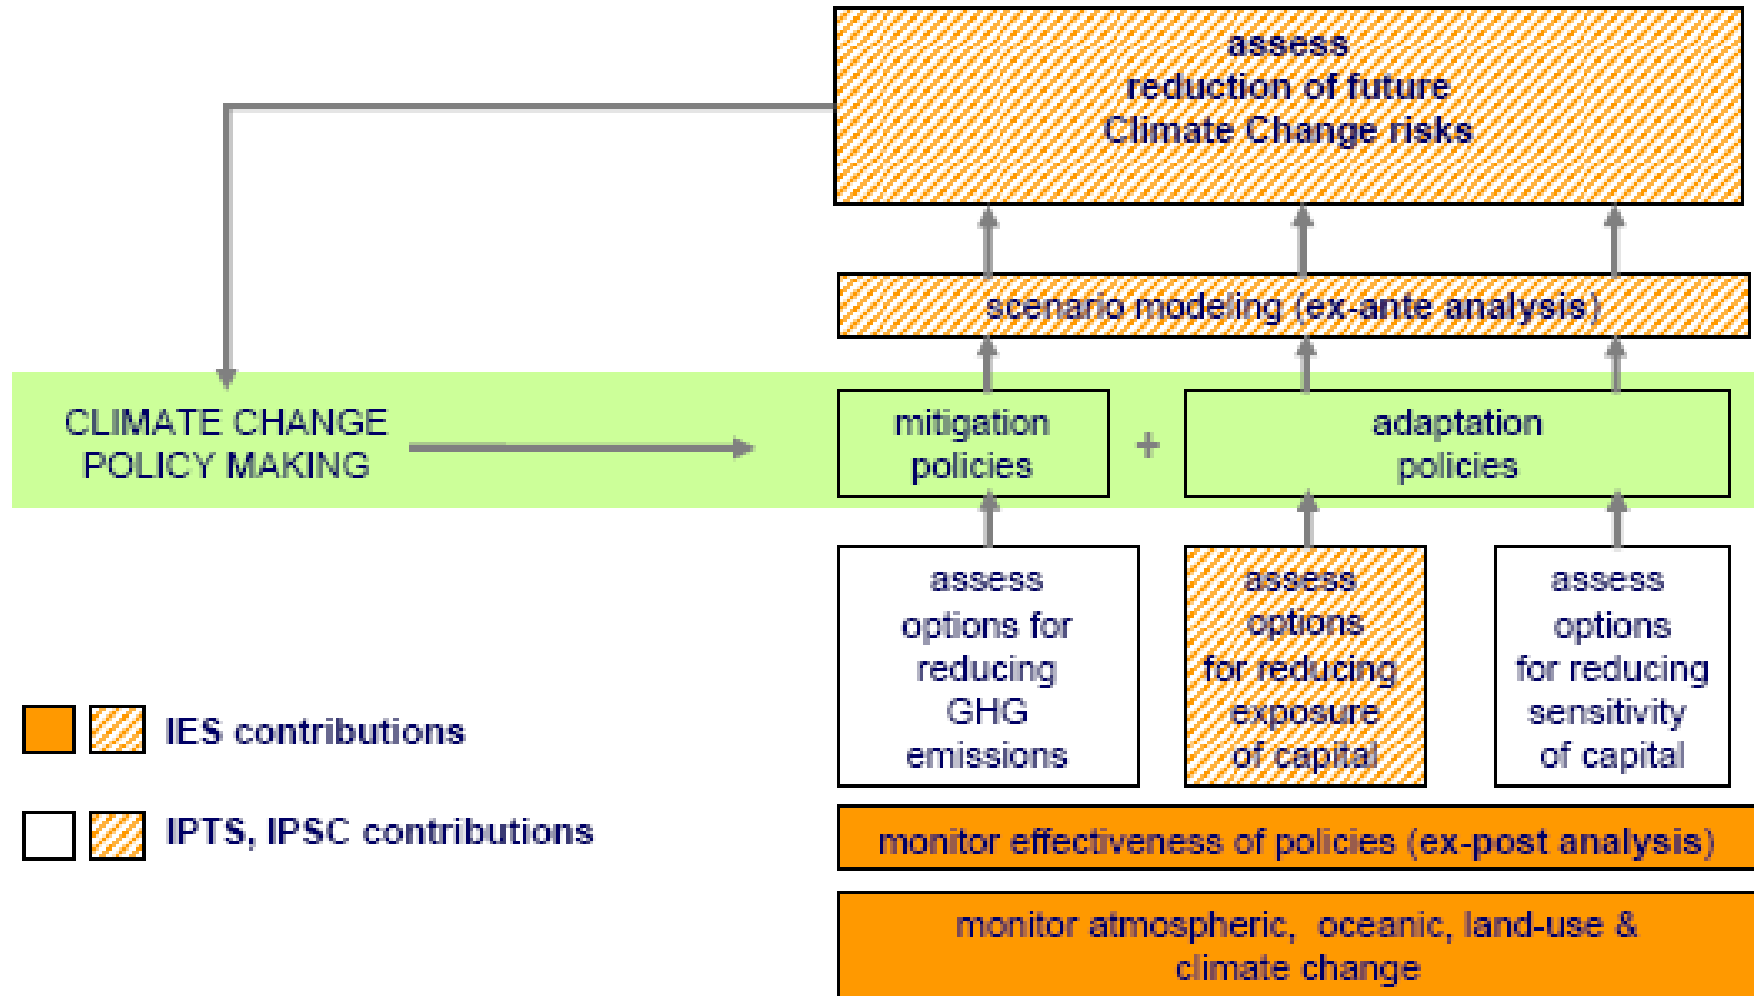 assess
reduction of future
Climate Change risks
scenario modeling (ex-ante analysis)
CLIMATE CHANGE
POLICY MAKING
mitigation
policies
+
adaptation
policies
assess
options for
reducing
GHG
emissions
assess
options
for reducing
exposure
of capital
assess
options
for reducing
sensitivity
of capital
IES contributions
IPTS, IPSC contributions
monitor effectiveness of policies (ex-post analysis)
monitor atmospheric, oceanic, land-use &
climate change